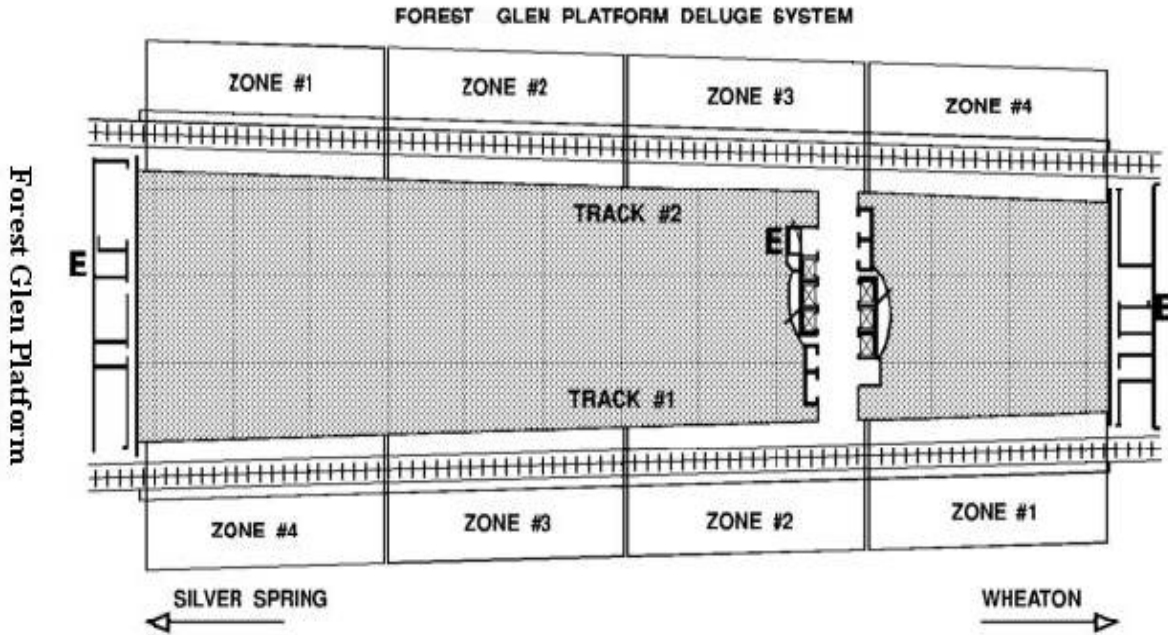 FOREST GLEN PLATFORM DELUGE SYSTEM
ZONE #1
ZONE #2
ZONE #3
ZONE #4
Forest Glen Platform
TRACK #2
E
E
E
TRACK #1
ZONE #4
ZONE #3
ZONE #2
ZONE #1
SILVER SPRING
WHEATON